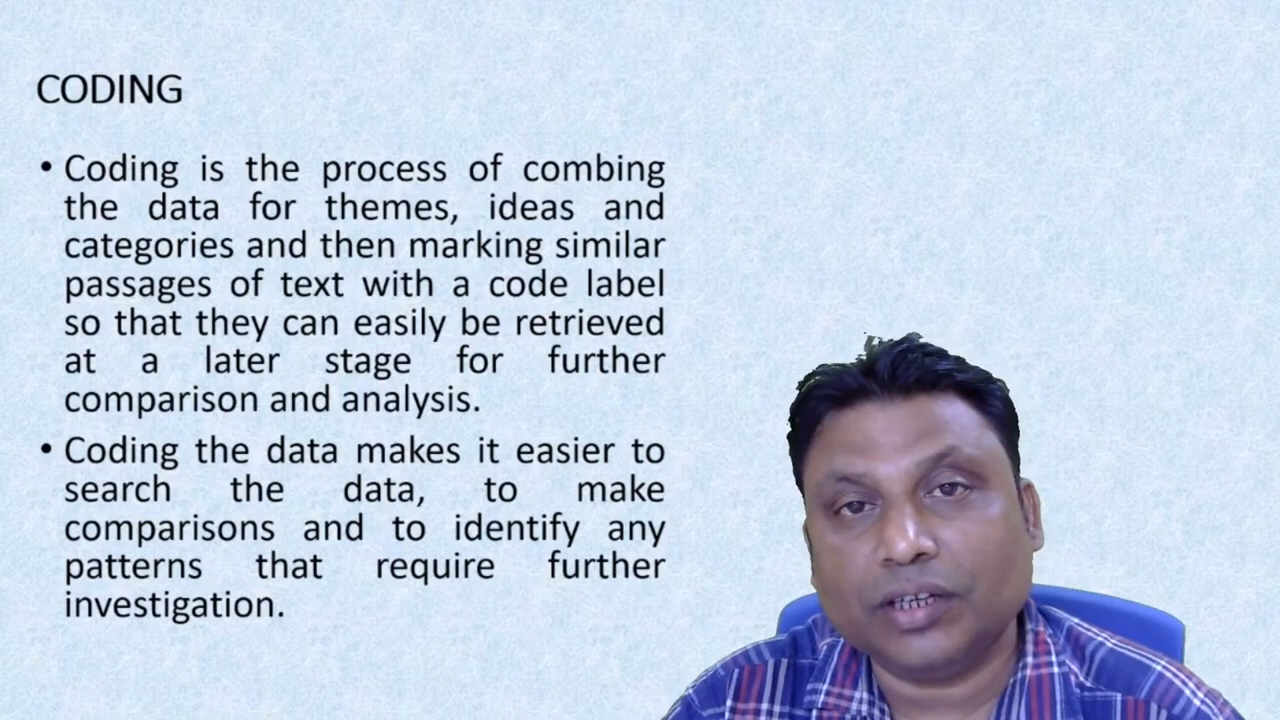 CODING
• Coding is the process of combing
the data for themes, ideas and
categories and then marking similar
passages of text with a code label
so that they can easily be retrieved
at a later stage for further
comparison and analysis.
• Coding the data makes it easier to
search the data, to make
comparisons and to identify any
patterns that require further
investigation.